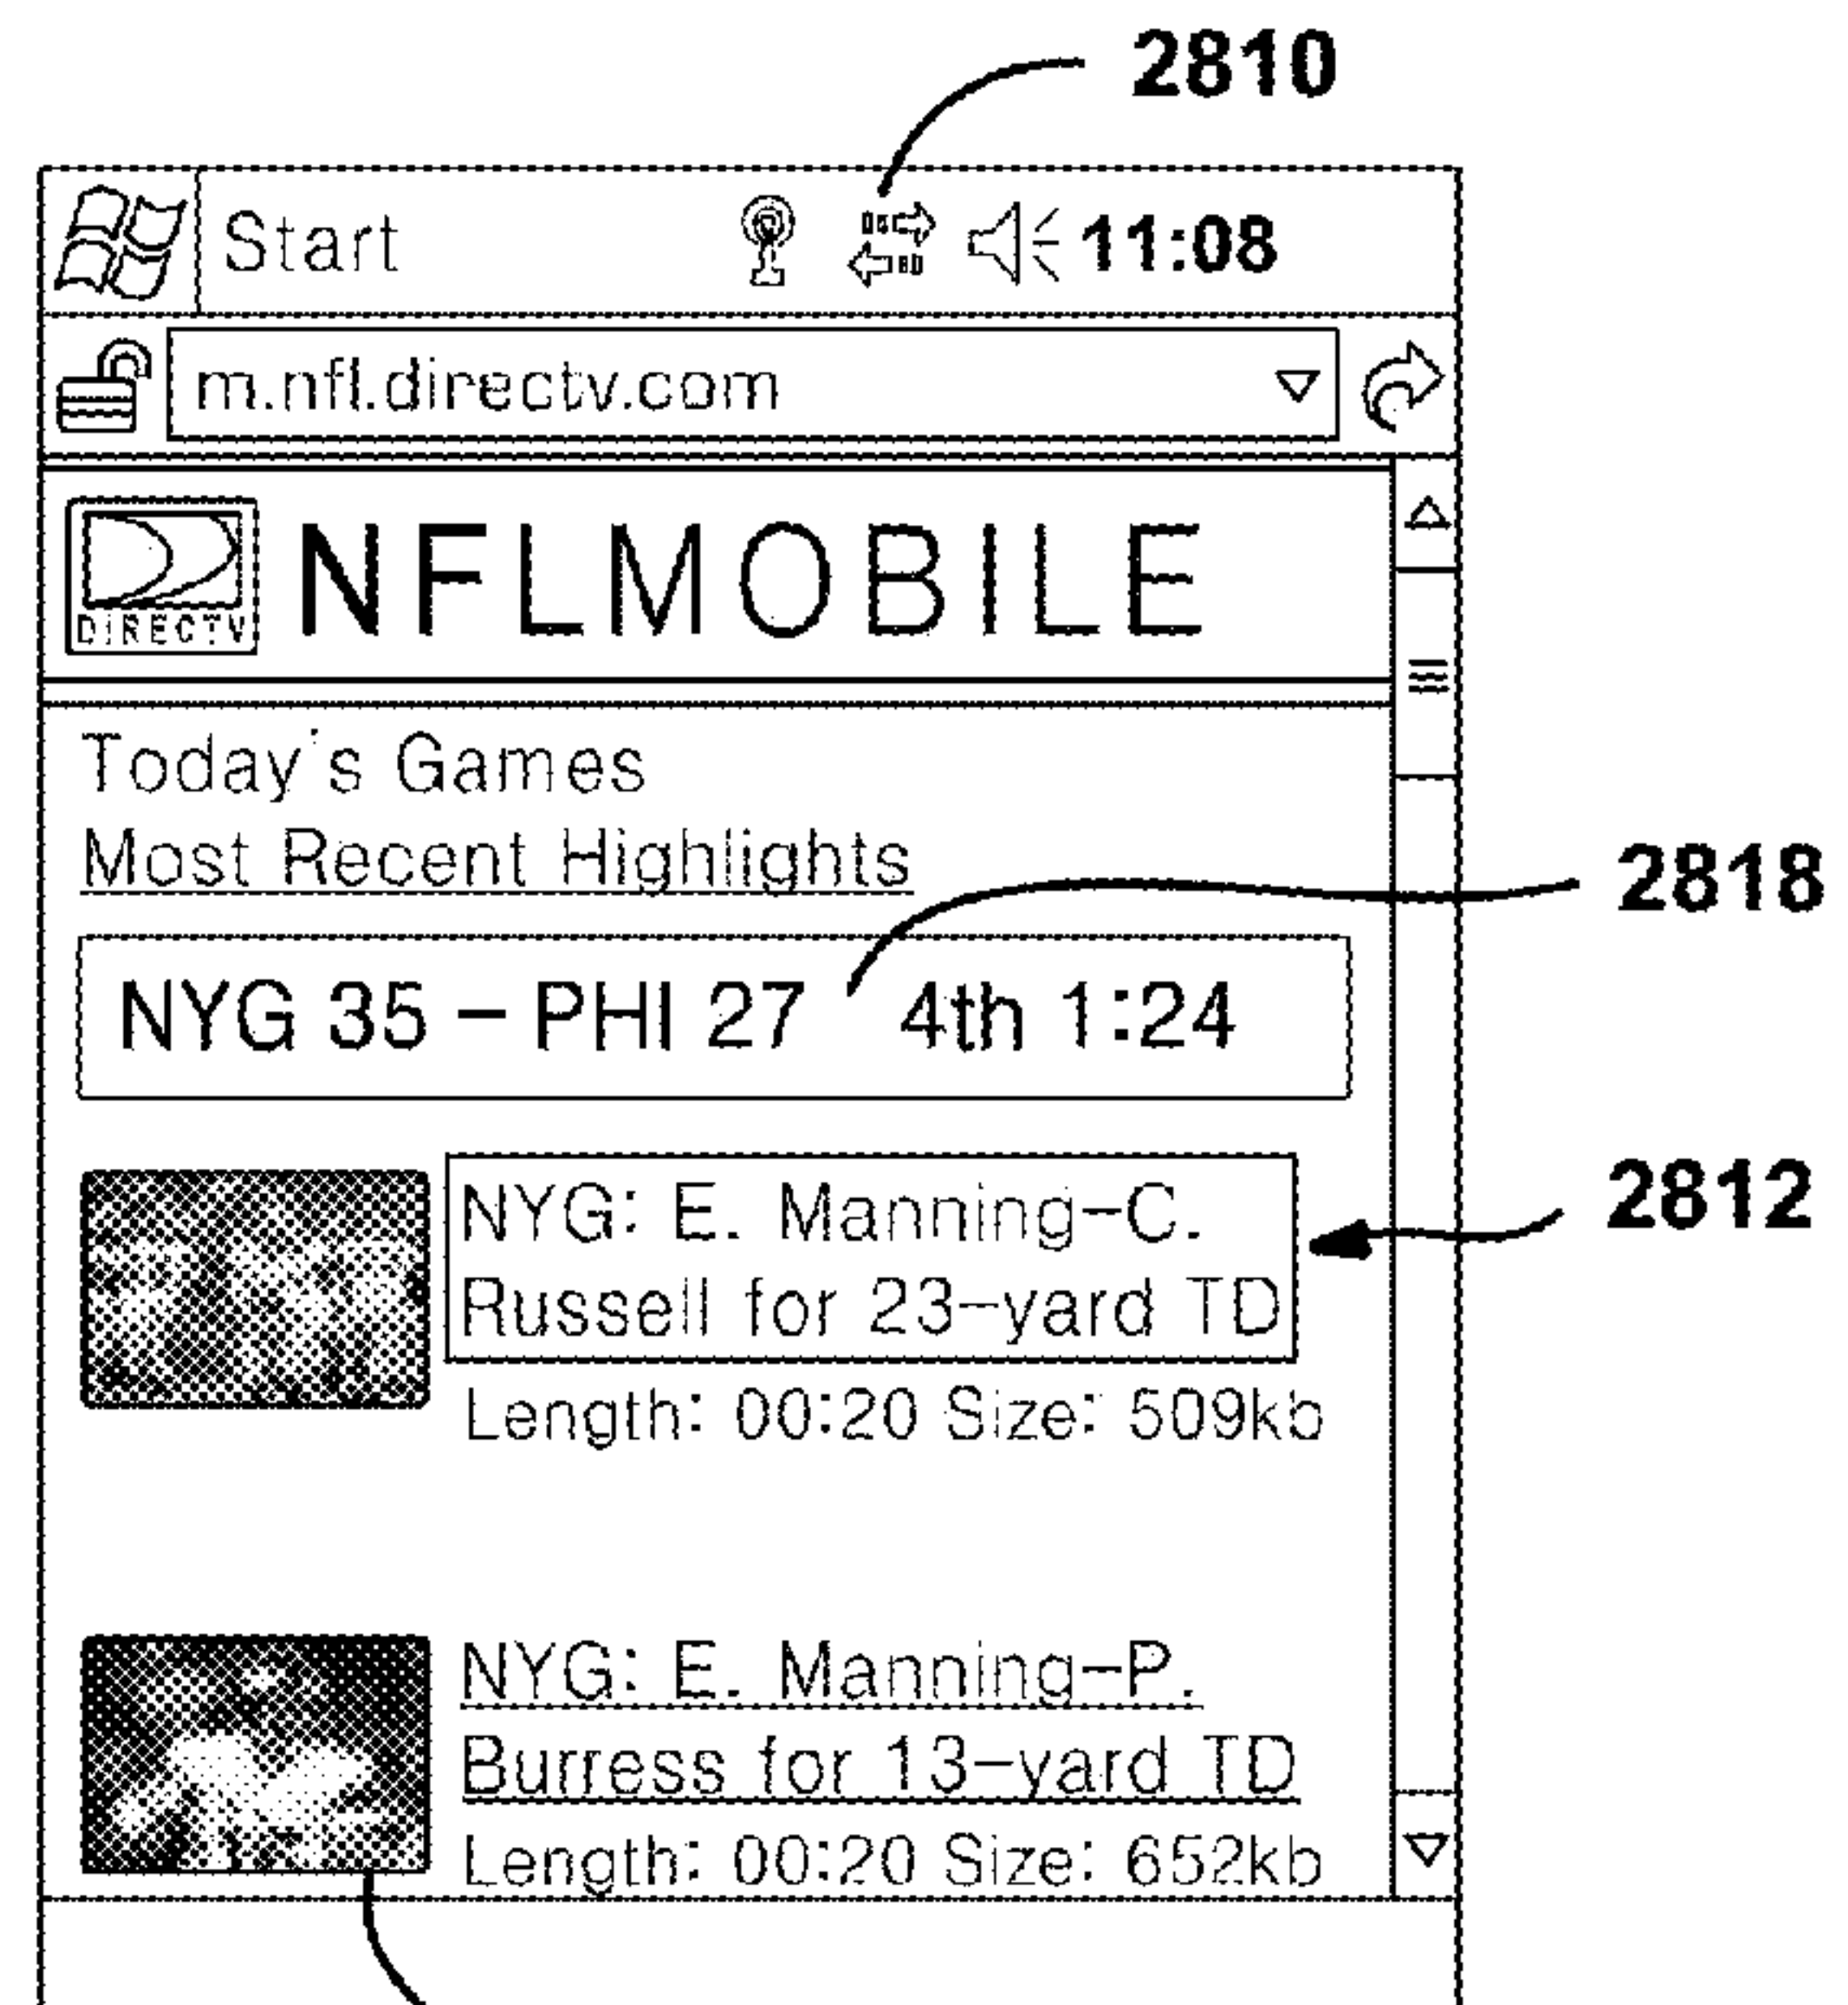 2810
Start 11:08
m.nfl.directv.com
DIRECTV NFLMOBILE
Today's Games
Most Recent Highlights
2818
NYG 35 – PHI 27 4th 1:24
2812
NYG: E. Manning–C.
Russell for 23–yard TD
Length: 00:20 Size: 509kb
NYG: E. Manning–P.
Burress for 13–yard TD
Length: 00:20 Size: 652kb